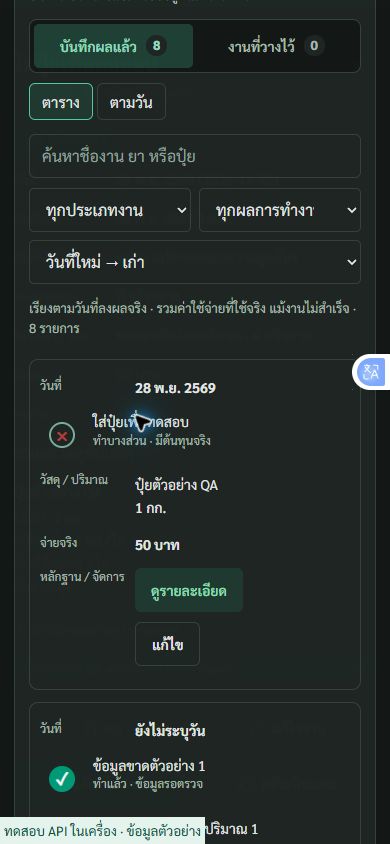 บันทึกผลแล้ว 8 งานที่วางไว้ 0
ตาราง ตามวัน
ค้นหาชื่องาน ยา หรือปุ๋ย
ทุกประเภทงาน ทุกผลการทำงา
วันที่ใหม่ → เก่า
เรียงตามวันที่ลงผลจริง · รวมค่าใช้จ่ายที่ใช้จริง แม้งานไม่สำเร็จ ·
8 รายการ
วันที่ 28 พ.ย. 2569
ใส่ปุ๋ยเพื่อทดสอบ
ทำบางส่วน · มีต้นทุนจริง
วัสดุ / ปริมาณ ปุ๋ยตัวอย่าง QA
1 กก.
จ่ายจริง 50 บาท
หลักฐาน / จัดการ ดูรายละเอียด
แก้ไข
วันที่ ยังไม่ระบุวัน
ข้อมูลขาดตัวอย่าง 1
ทำแล้ว · ข้อมูลรอตรวจ
ทดสอบ API ในเครื่อง · ข้อมูลตัวอย่าง ปริมาณ 1